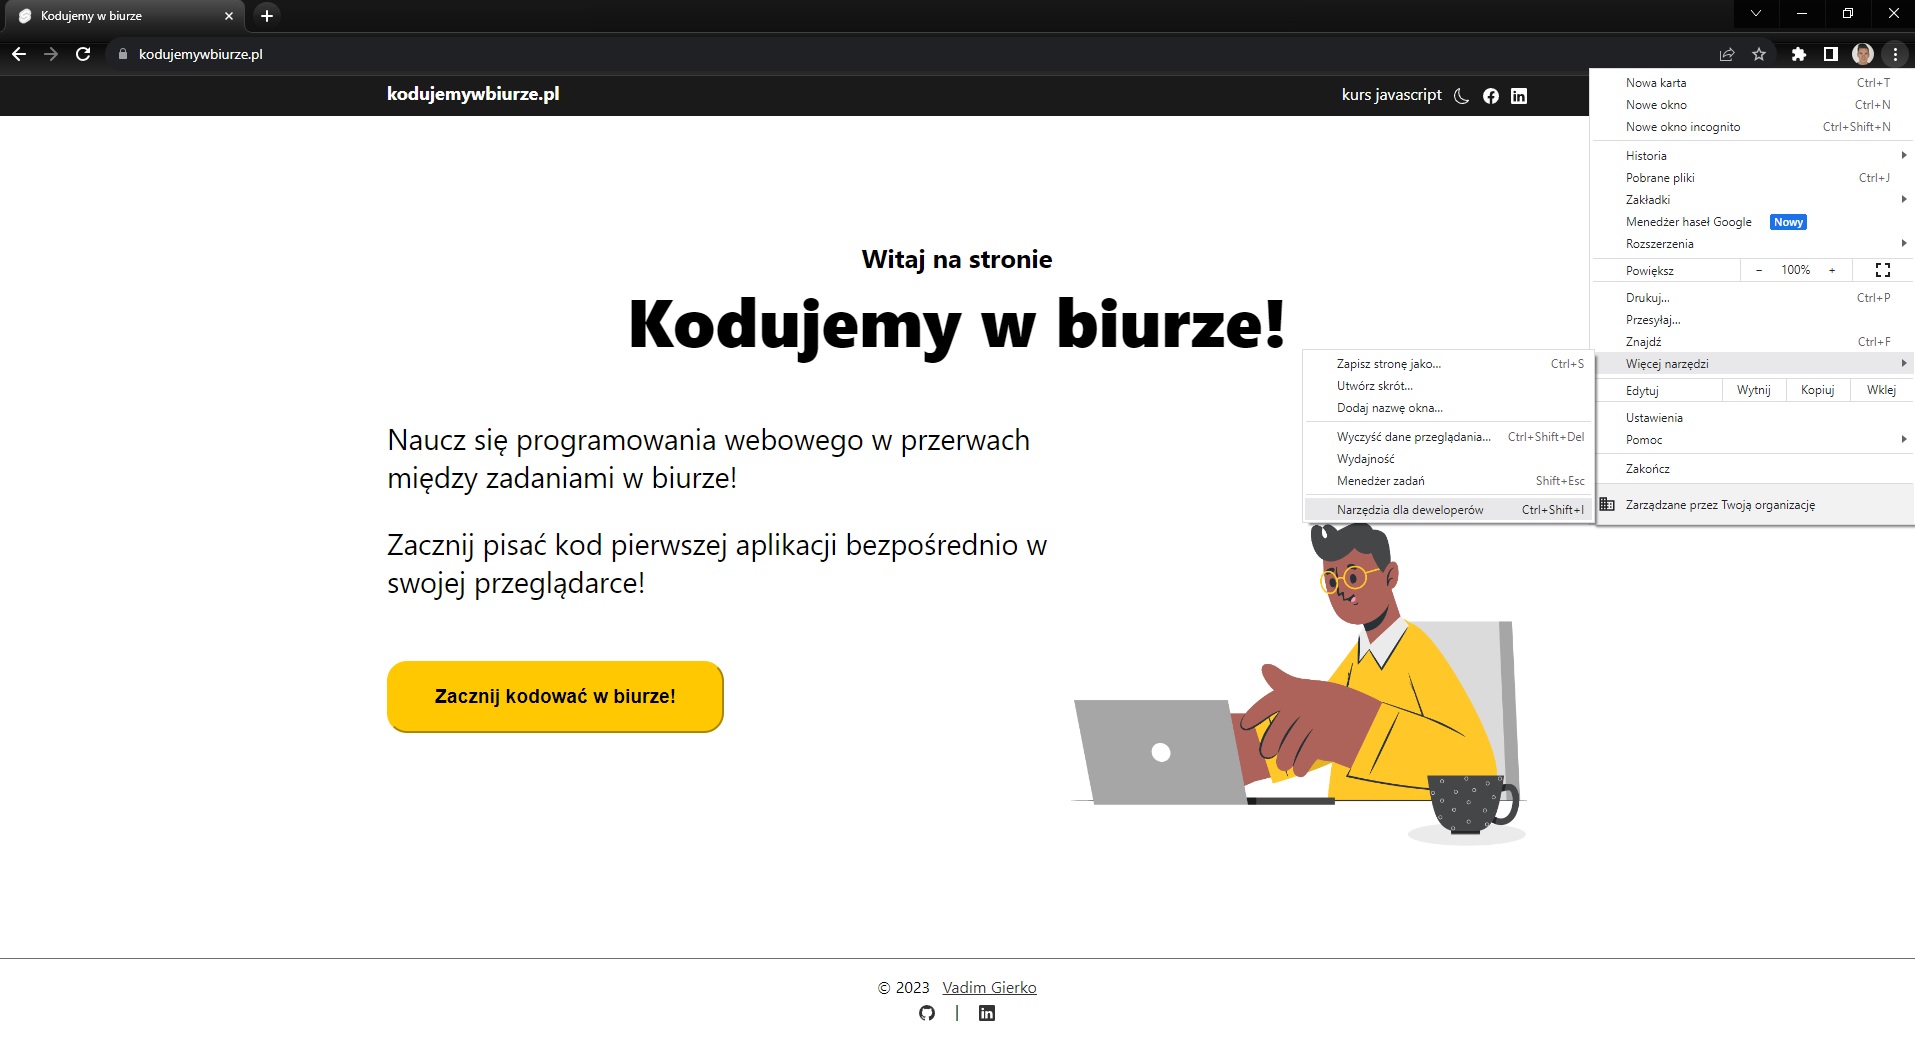 Kodujemy w biurze
kodujemywbiurze.pl
kodujemywbiurze.pl
kurs javascript
Witaj na stronie
Kodujemy w biurze!
Naucz się programowania webowego w przerwach
między zadaniami w biurze!
Zacznij pisać kod pierwszej aplikacji bezpośrednio w
swojej przeglądarce!
Zacznij kodować w biurze!
Nowa karta Ctrl+T
Nowe okno Ctrl+N
Nowe okno incognito Ctrl+Shift+N
Historia
Pobrane pliki Ctrl+J
Zakładki
Menedżer haseł Google Nowy
Rozszerzenia
Powiększ - 100% +
Drukuj... Ctrl+P
Przesyłaj...
Znajdź Ctrl+F
Więcej narzędzi
Edytuj Wytnij Kopiuj Wklej
Ustawienia
Pomoc
Zakończ
Zarządzane przez Twoją organizację
Zapisz stronę jako... Ctrl+S
Utwórz skrót...
Dodaj nazwę okna...
Wyczyść dane przeglądania... Ctrl+Shift+Del
Wydajność
Menedżer zadań Shift+Esc
Narzędzia dla deweloperów Ctrl+Shift+I
© 2023 Vadim Gierko
|